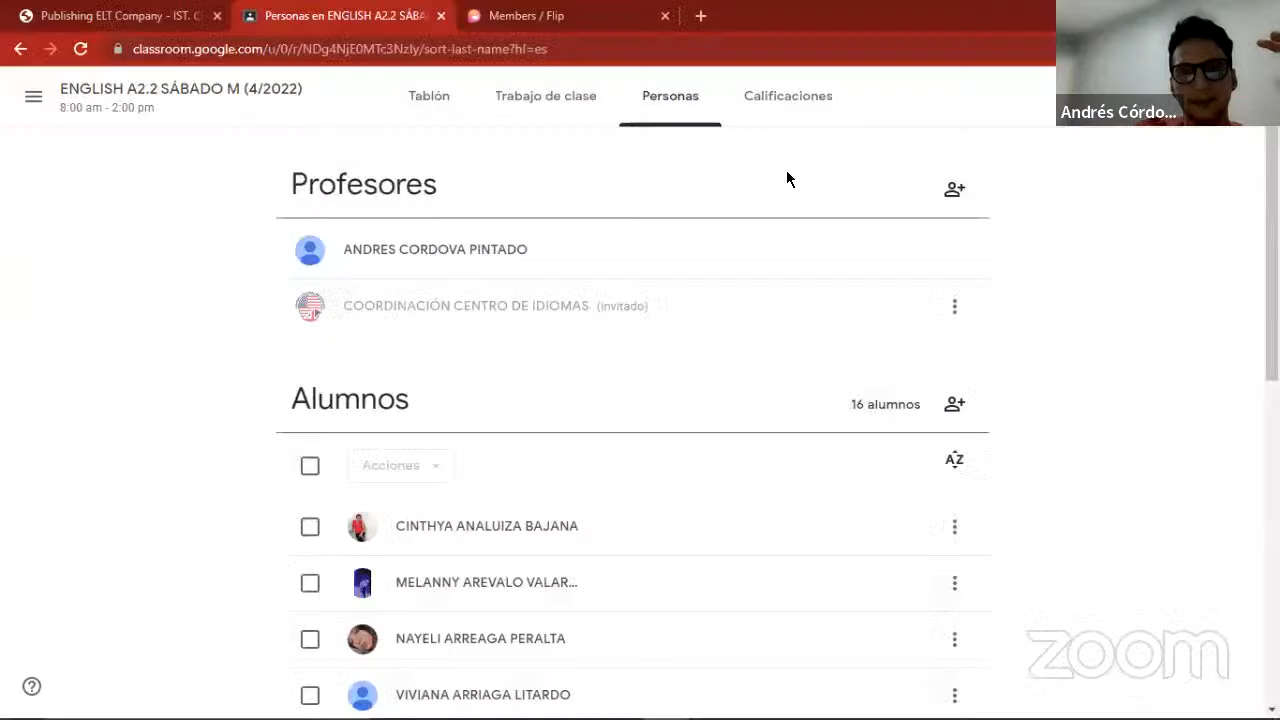 Publishing ELT Company - IST. C
Personas en ENGLISH A2.2 SÁBA
Members / Flip
classroom.google.com/u/0/r/NDg4NjE0MTc3Nzly/sort-last-name?hl=es
ENGLISH A2.2 SÁBADO M (4/2022)
8:00 am - 2:00 pm
Tablón
Trabajo de clase
Personas
Calificaciones
Andrés Córdo...
Profesores
ANDRES CORDOVA PINTADO
COORDINACIÓN CENTRO DE IDIOMAS (invitado)
Alumnos
16 alumnos
Acciones
AZ
CINTHYA ANALUIZA BAJANA
MELANNY AREVALO VALAR...
NAYELI ARREAGA PERALTA
VIVIANA ARRIAGA LITARDO
zoom